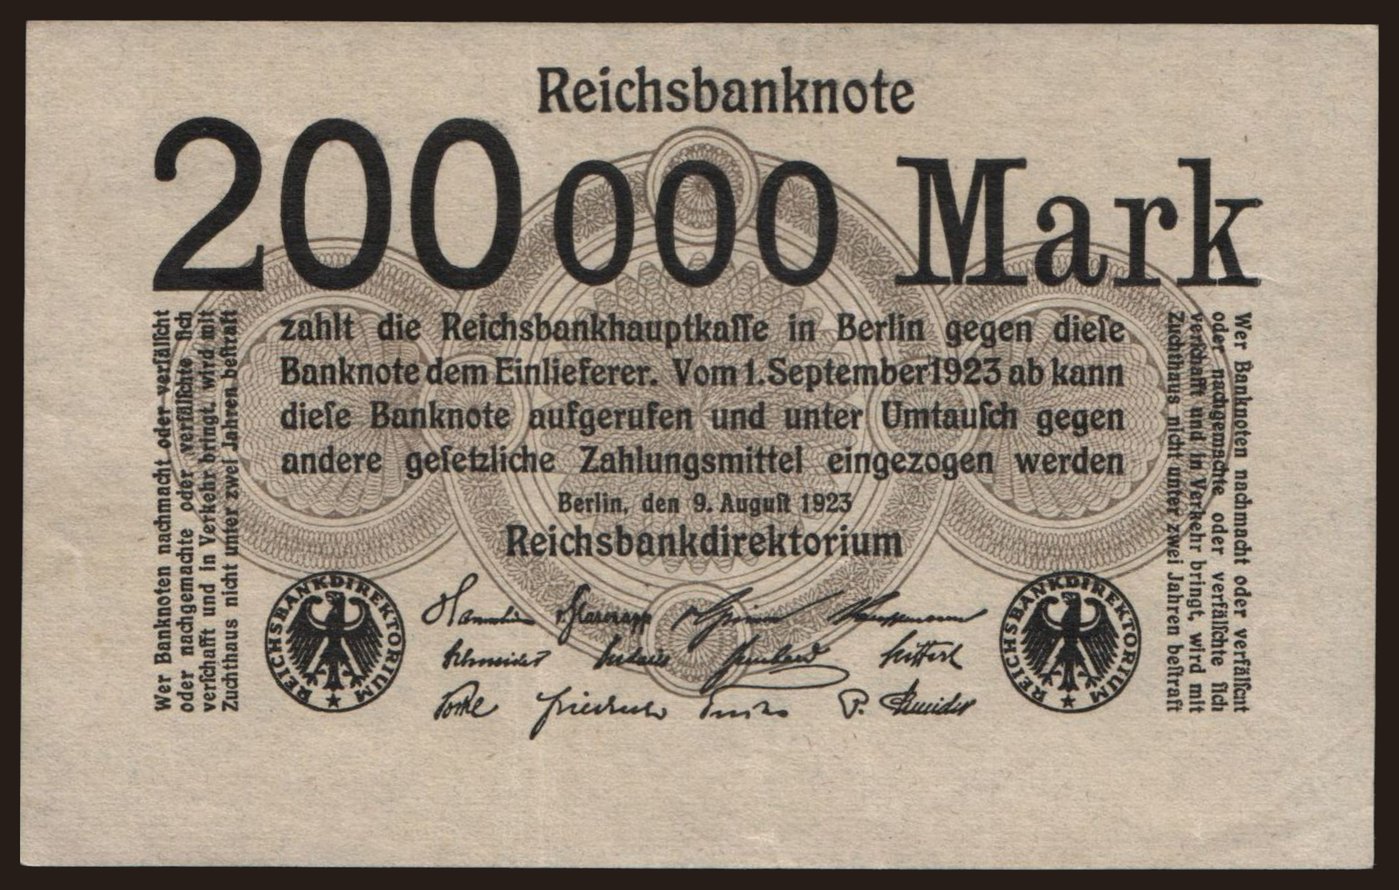 Reichsbanknote
200000 Mark
zahlt die Reichsbankhauptkaſſe in Berlin gegen dieſe
Banknote dem Einlieferer. Vom 1. September 1923 ab kann
dieſe Banknote aufgerufen und unter Umtauſch gegen
andere geſetzliche Zahlungsmittel eingezogen werden
Berlin, den 9. Auguſt 1923
Reichsbankdirektorium
Wer Banknoten nachmacht oder verfälſcht
oder nachgemachte oder verfälſchte ſich
verſchafft und in Verkehr bringt, wird mit
Zuchthaus nicht unter zwei Jahren beſtraft
Wer Banknoten nachmacht oder verfälſcht
oder nachgemachte oder verfälſchte ſich
verſchafft und in Verkehr bringt, wird mit
Zuchthaus nicht unter zwei Jahren beſtraft
REICHSBANKDIREKTORIUM
REICHSBANKDIREKTORIUM
Schneider
Friedrich
P. Schneider